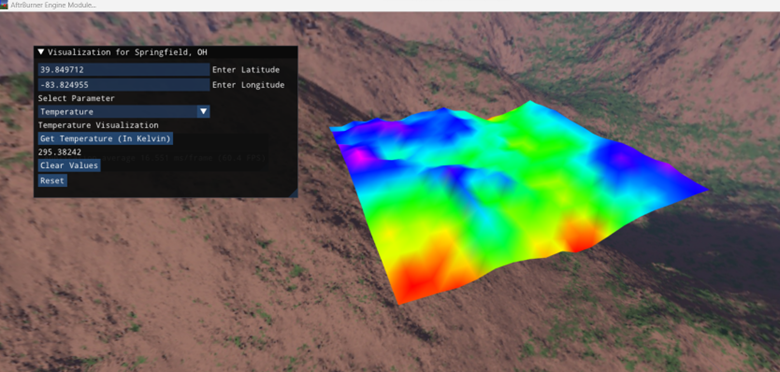 AftrBurner Engine Module...
Visualization for Springfield, OH
39.849712 Enter Latitude
-83.824955 Enter Longitude
Select Parameter
Temperature
Temperature Visualization
Get Temperature (In Kelvin)
295.38242
Clear Values
Reset